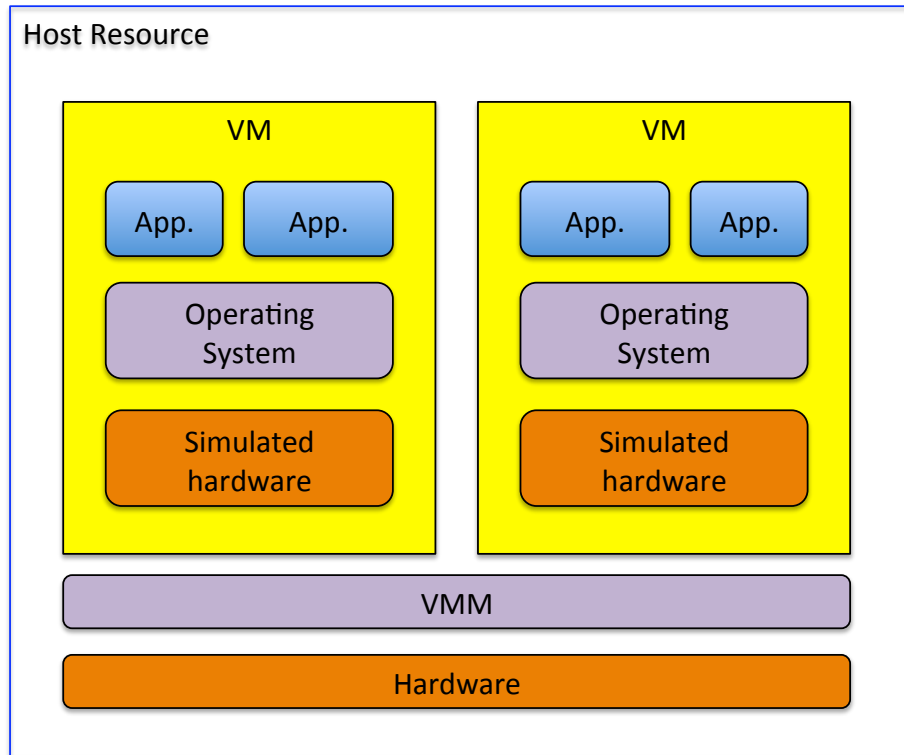 Host Resource
VM
VM
App.
App.
App.
App.
Operating
System
Operating
System
Simulated
hardware
Simulated
hardware
VMM
Hardware